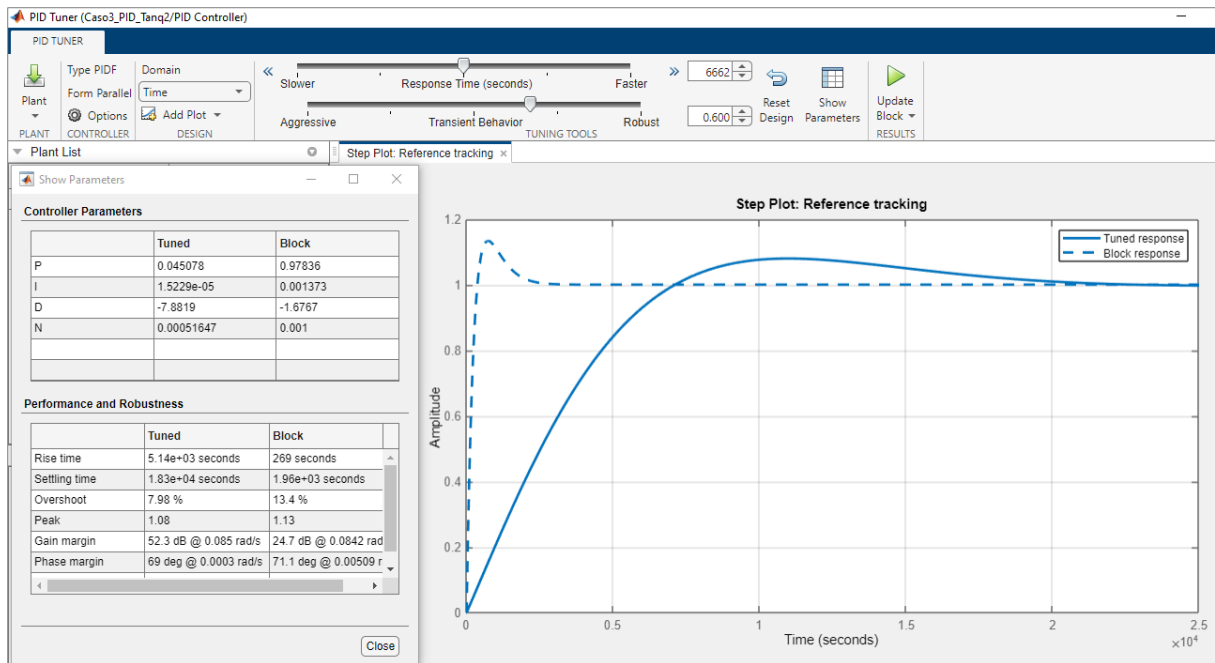 PID Tuner (Caso3_PID_Tanq2/PID Controller)
PID TUNER
Plant
PLANT
Type PIDF
Form Parallel
Options
CONTROLLER
Domain
Time
Add Plot
DESIGN
Slower Response Time (seconds) Faster
6662
Aggressive Transient Behavior Robust
0.600
TUNING TOOLS
Reset Design
Show Parameters
Update Block
RESULTS
Plant List
Step Plot: Reference tracking
Show Parameters
Controller Parameters
Tuned Block
P 0.045078 0.97836
I 1.5229e-05 0.001373
D -7.8819 -1.6767
N 0.00051647 0.001
Performance and Robustness
Tuned Block
Rise time 5.14e+03 seconds 269 seconds
Settling time 1.83e+04 seconds 1.96e+03 seconds
Overshoot 7.98 % 13.4 %
Peak 1.08 1.13
Gain margin 52.3 dB @ 0.085 rad/s 24.7 dB @ 0.0842 rad
Phase margin 69 deg @ 0.0003 rad/s 71.1 deg @ 0.00509 r
Close
Step Plot: Reference tracking
Tuned response
Block response
Amplitude
1.2
1
0.8
0.6
0.4
0.2
0
0 0.5 1 1.5 2 2.5
Time (seconds)
×10⁴